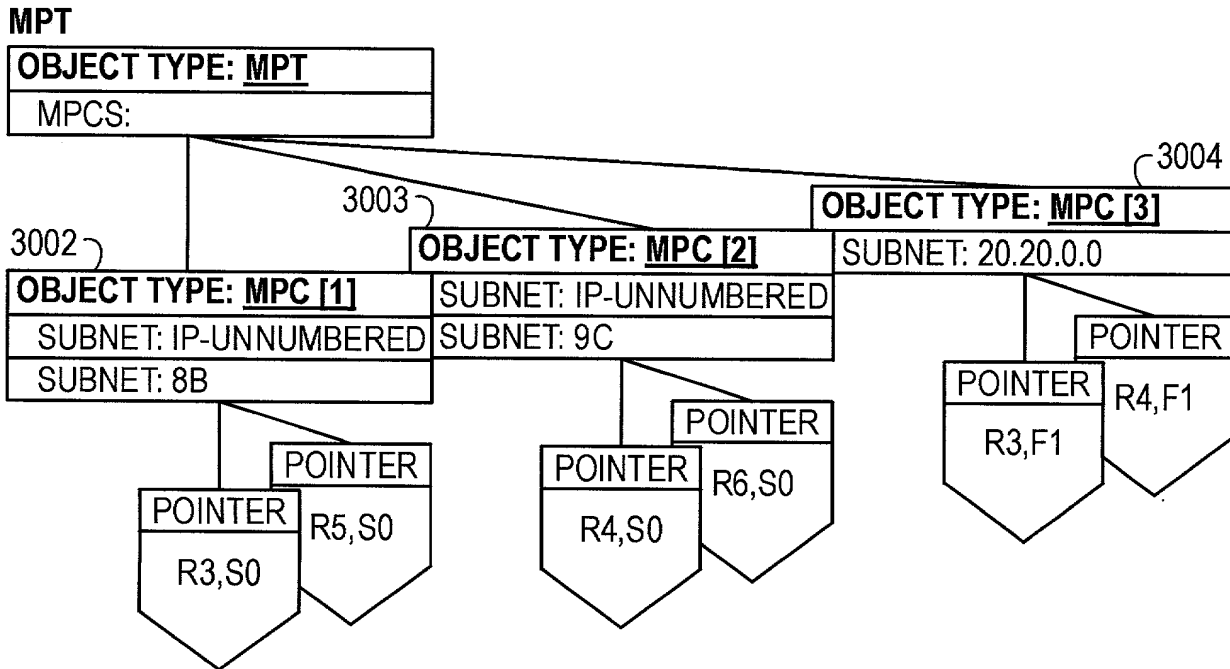 MPT
OBJECT TYPE: MPT
MPCS:
3004
OBJECT TYPE: MPC [3]
SUBNET: 20.20.0.0
3003
OBJECT TYPE: MPC [2]
SUBNET: IP-UNNUMBERED
SUBNET: 9C
3002
OBJECT TYPE: MPC [1]
SUBNET: IP-UNNUMBERED
SUBNET: 8B
POINTER
R3,S0
POINTER
R5,S0
POINTER
R4,S0
POINTER
R6,S0
POINTER
R3,F1
POINTER
R4,F1